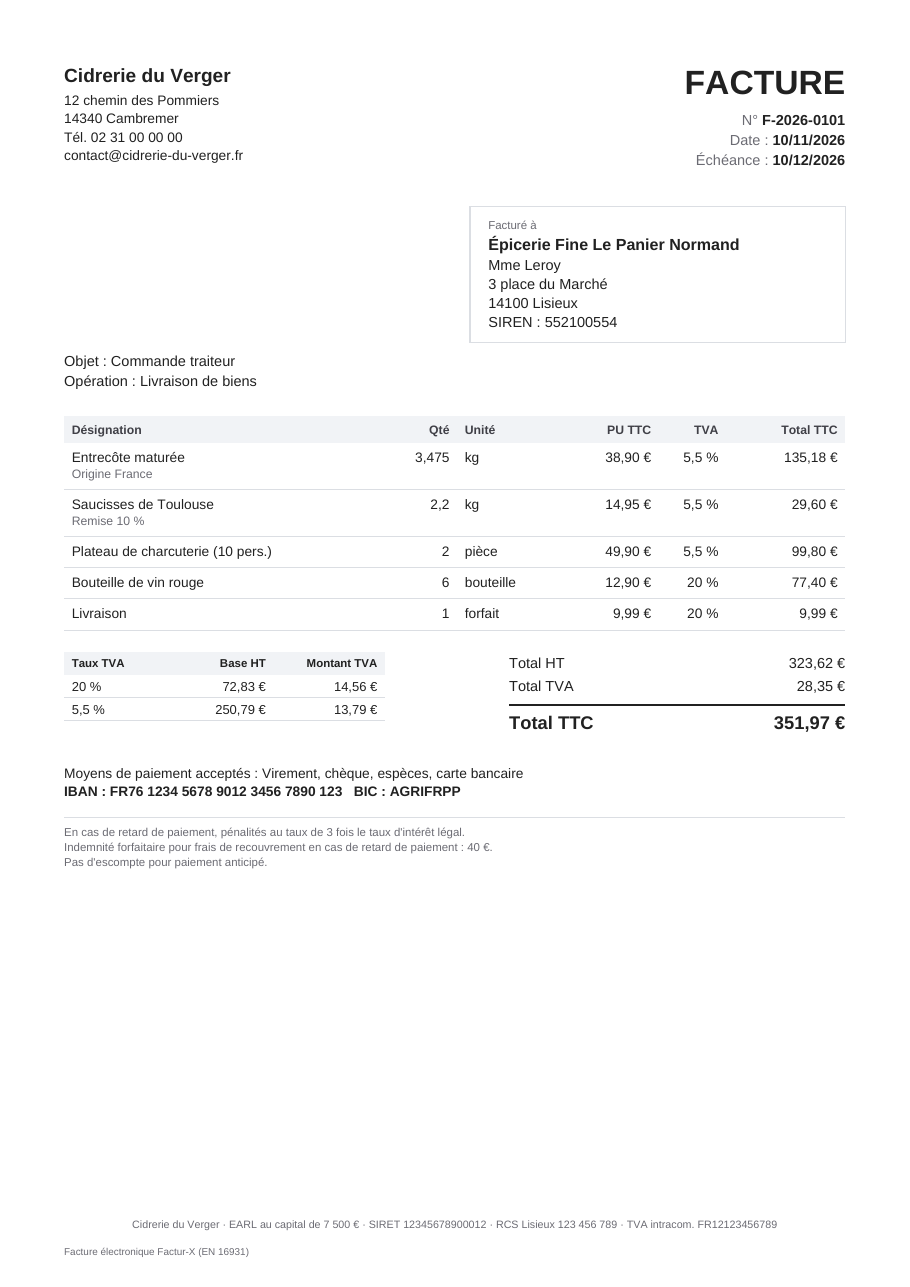 Cidrerie du Verger
12 chemin des Pommiers
14340 Cambremer
Tél. 02 31 00 00 00
contact@cidrerie-du-verger.fr
FACTURE
N° F-2026-0101
Date : 10/11/2026
Échéance : 10/12/2026
Facturé à
Épicerie Fine Le Panier Normand
Mme Leroy
3 place du Marché
14100 Lisieux
SIREN : 552100554
Objet : Commande traiteur
Opération : Livraison de biens
Désignation Qté Unité PU TTC TVA Total TTC
Entrecôte maturée 3,475 kg 38,90 € 5,5 % 135,18 €
Origine France
Saucisses de Toulouse 2,2 kg 14,95 € 5,5 % 29,60 €
Remise 10 %
Plateau de charcuterie (10 pers.) 2 pièce 49,90 € 5,5 % 99,80 €
Bouteille de vin rouge 6 bouteille 12,90 € 20 % 77,40 €
Livraison 1 forfait 9,99 € 20 % 9,99 €
Taux TVA Base HT Montant TVA
20 % 72,83 € 14,56 €
5,5 % 250,79 € 13,79 €
Total HT 323,62 €
Total TVA 28,35 €
Total TTC 351,97 €
Moyens de paiement acceptés : Virement, chèque, espèces, carte bancaire
IBAN : FR76 1234 5678 9012 3456 7890 123 BIC : AGRIFRPP
En cas de retard de paiement, pénalités au taux de 3 fois le taux d'intérêt légal.
Indemnité forfaitaire pour frais de recouvrement en cas de retard de paiement : 40 €.
Pas d'escompte pour paiement anticipé.
Cidrerie du Verger · EARL au capital de 7 500 € · SIRET 12345678900012 · RCS Lisieux 123 456 789 · TVA intracom. FR12123456789
Facture électronique Factur-X (EN 16931)